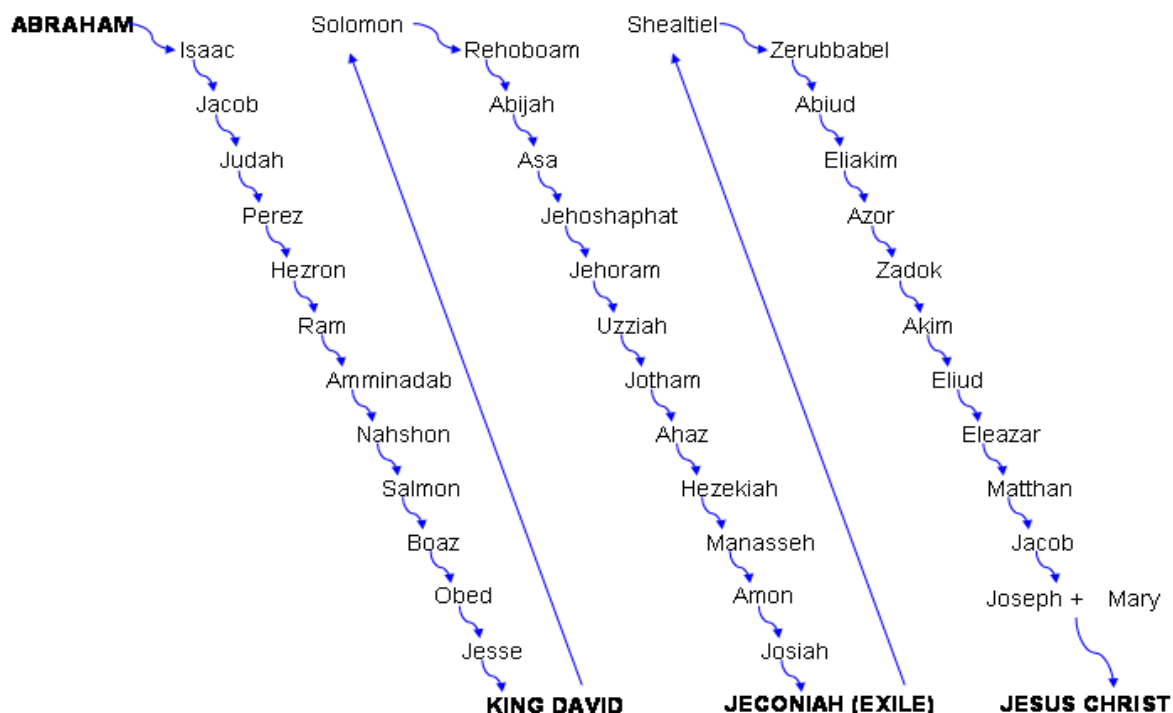 ABRAHAM
Isaac
Jacob
Judah
Perez
Hezron
Ram
Amminadab
Nahshon
Salmon
Boaz
Obed
Jesse
KING DAVID
Solomon
Rehoboam
Abijah
Asa
Jehoshaphat
Jehoram
Uzziah
Jotham
Ahaz
Hezekiah
Manasseh
Amon
Josiah
JECONIAH (EXILE)
Shealtiel
Zerubbabel
Abiud
Eliakim
Azor
Zadok
Akim
Eliud
Eleazar
Matthan
Jacob
Joseph + Mary
JESUS CHRIST